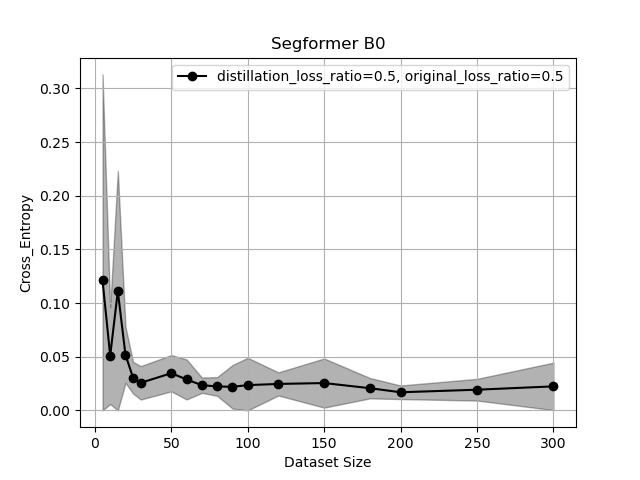 Segformer B0
distillation_loss_ratio=0.5, original_loss_ratio=0.5
Cross_Entropy
0.30
0.25
0.20
0.15
0.10
0.05
0.00
0 50 100 150 200 250 300
Dataset Size